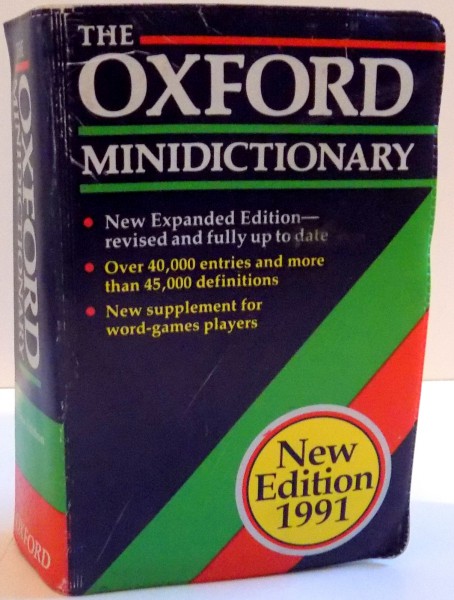 THE
OXFORD
MINIDICTIONARY
• New Expanded Edition—
revised and fully up to date
• Over 40,000 entries and more
than 45,000 definitions
• New supplement for
word-games players
New
Edition
1991
THE
OXFORD
MINIDICTIONARY
OXFORD